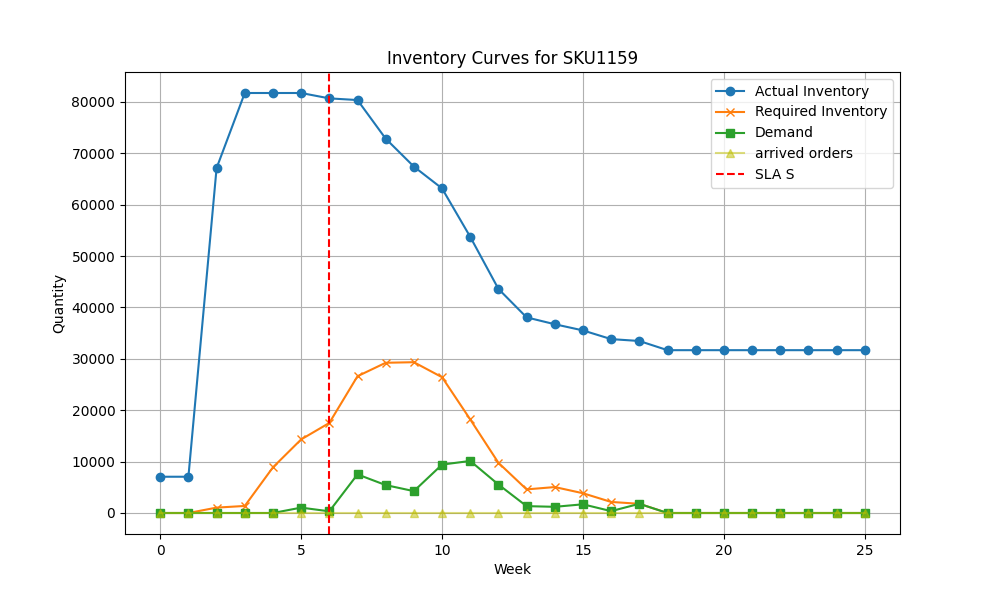 Inventory Curves for SKU1159
Actual Inventory
Required Inventory
Demand
arrived orders
SLA S
Quantity
80000
70000
60000
50000
40000
30000
20000
10000
0
0 5 10 15 20 25
Week